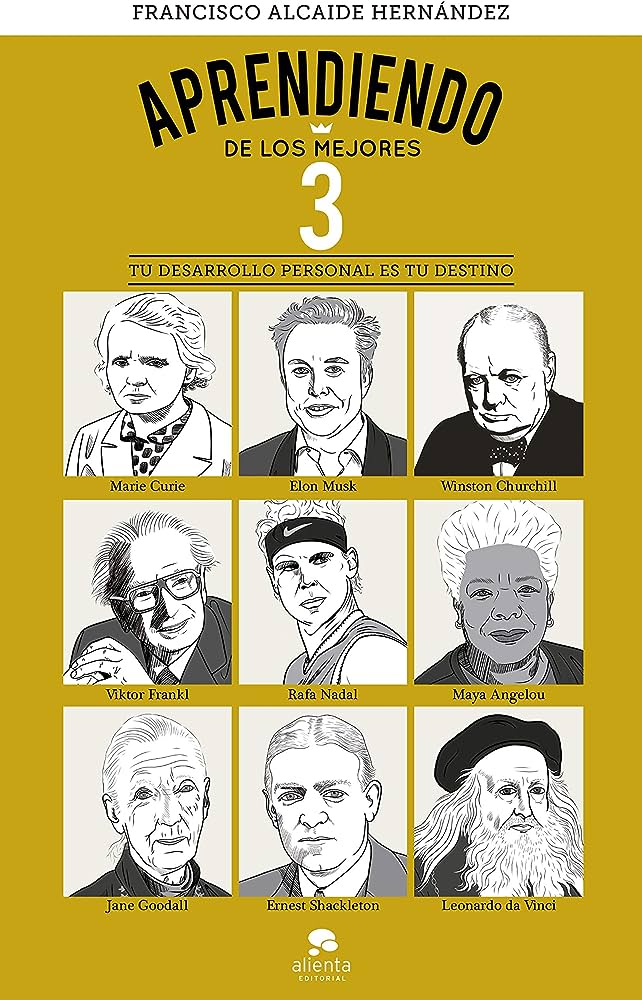 FRANCISCO ALCAIDE HERNÁNDEZ
APRENDIENDO
DE LOS MEJORES
3
TU DESARROLLO PERSONAL ES TU DESTINO
Marie Curie
Elon Musk
Winston Churchill
Viktor Frankl
Rafa Nadal
Maya Angelou
Jane Goodall
Ernest Shackleton
Leonardo da Vinci
alienta
EDITORIAL